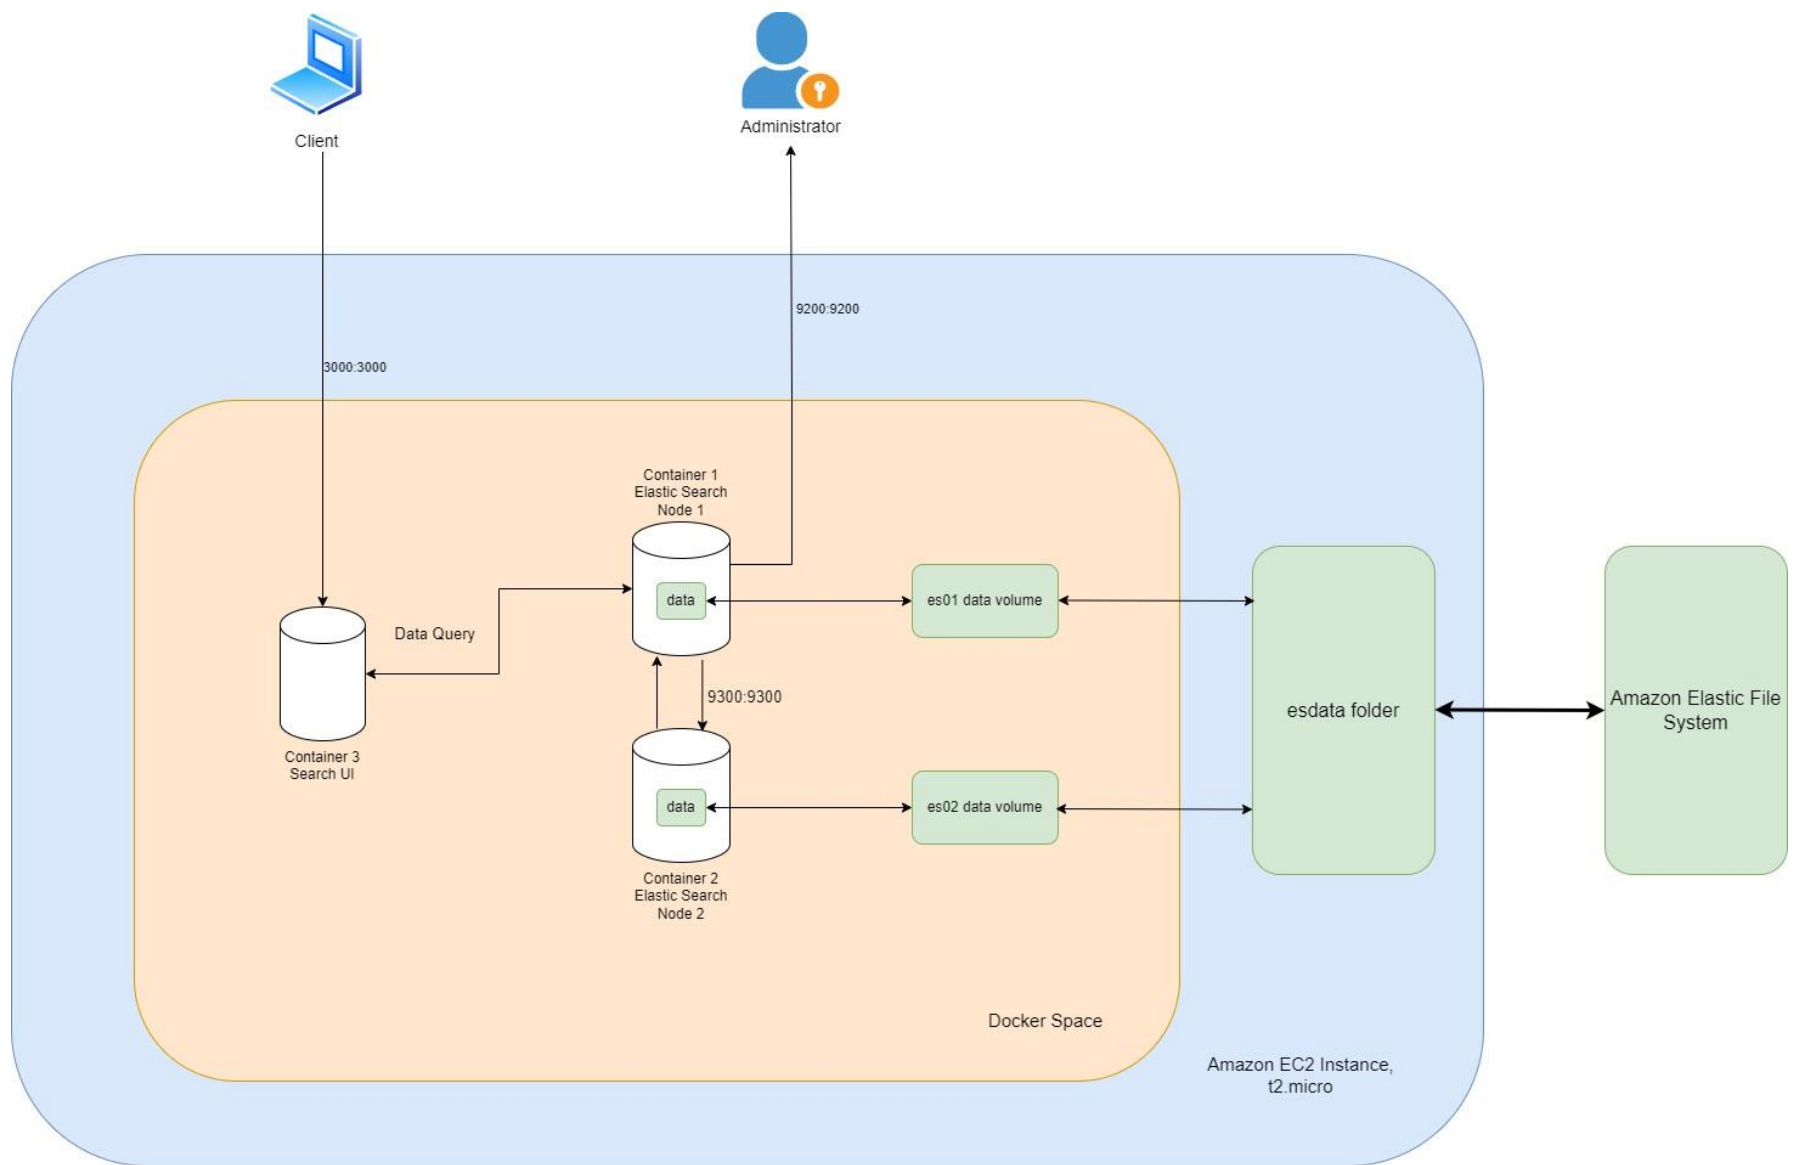 Client
Administrator
9200:9200
3000:3000
Container 1
Elastic Search
Node 1
data
es01 data volume
Data Query
9300:9300
esdata folder
Amazon Elastic File
System
Container 3
Search UI
data
es02 data volume
Container 2
Elastic Search
Node 2
Docker Space
Amazon EC2 Instance,
t2.micro